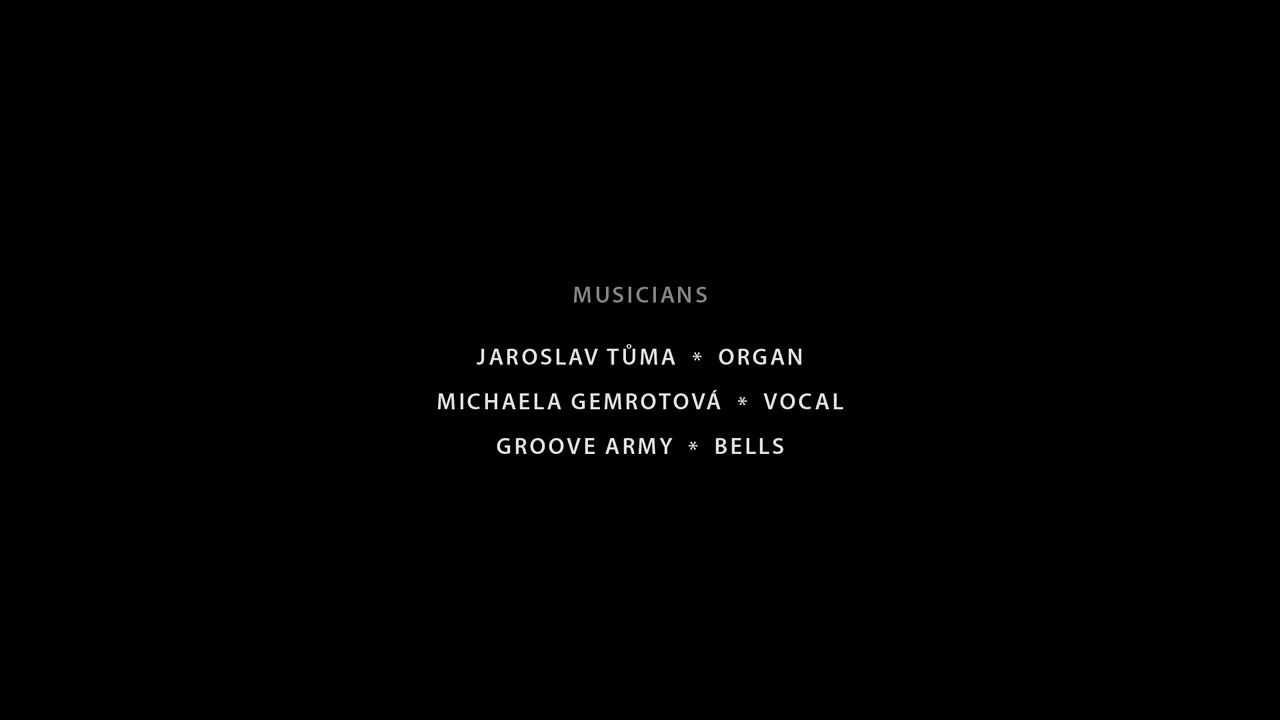 MUSICIANS
JAROSLAV TŮMA * ORGAN
MICHAELA GEMROTOVÁ * VOCAL
GROOVE ARMY * BELLS